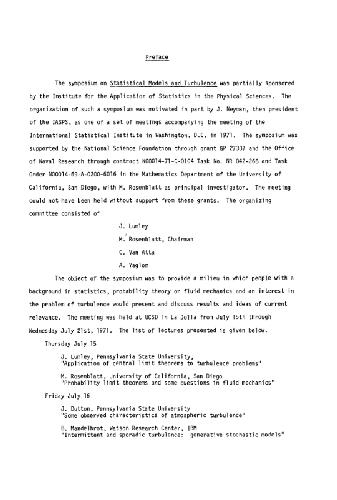 Preface
The symposium on Statistical Models and Turbulence was partially sponsored
by the Institute for the Application of Statistics in the Physical Sciences. The
organization of such a symposium was motivated in part by J. Neyman, then president
of the IASPS, as one of a set of meetings accompanying the meeting of the
International Statistical Institute in Washington, D.C. in 1971. The symposium was
supported by the National Science Foundation through grant GP and the Office
of Naval Research through contract Task No. and Task
Order in the Mathematics Department of the University of
California, San Diego, with M. Rosenblatt as principal investigator. The meeting
could not have been held without support from these grants. The organizing
committee consisted of
J. Lumley
M. Rosenblatt, Chairman
C. Van Atta
A. Yaglom
The object of the symposium was to provide a milieu in which people with a
background in statistics, probability theory or fluid mechanics and an interest in
the problem of turbulence would present and discuss results and ideas of current
relevance. The meeting was held at UCSD in La Jolla from July 15th through
Wednesday July 21st, 1971. The list of lectures presented is given below.
Thursday July 15
J. Lumley, Pennsylvania State University,
"Application of central limit theorems to turbulence problems"
M. Rosenblatt, University of California, San Diego
"Probability limit theorems and some questions in fluid mechanics"
Friday July 16
J. Dutton, Pennsylvania State University
"Some observed characteristics of atmospheric turbulence"
B. Mandelbrot, Watson Research Center, IBM
"Intermittent and sporadic turbulence: generative stochastic models"